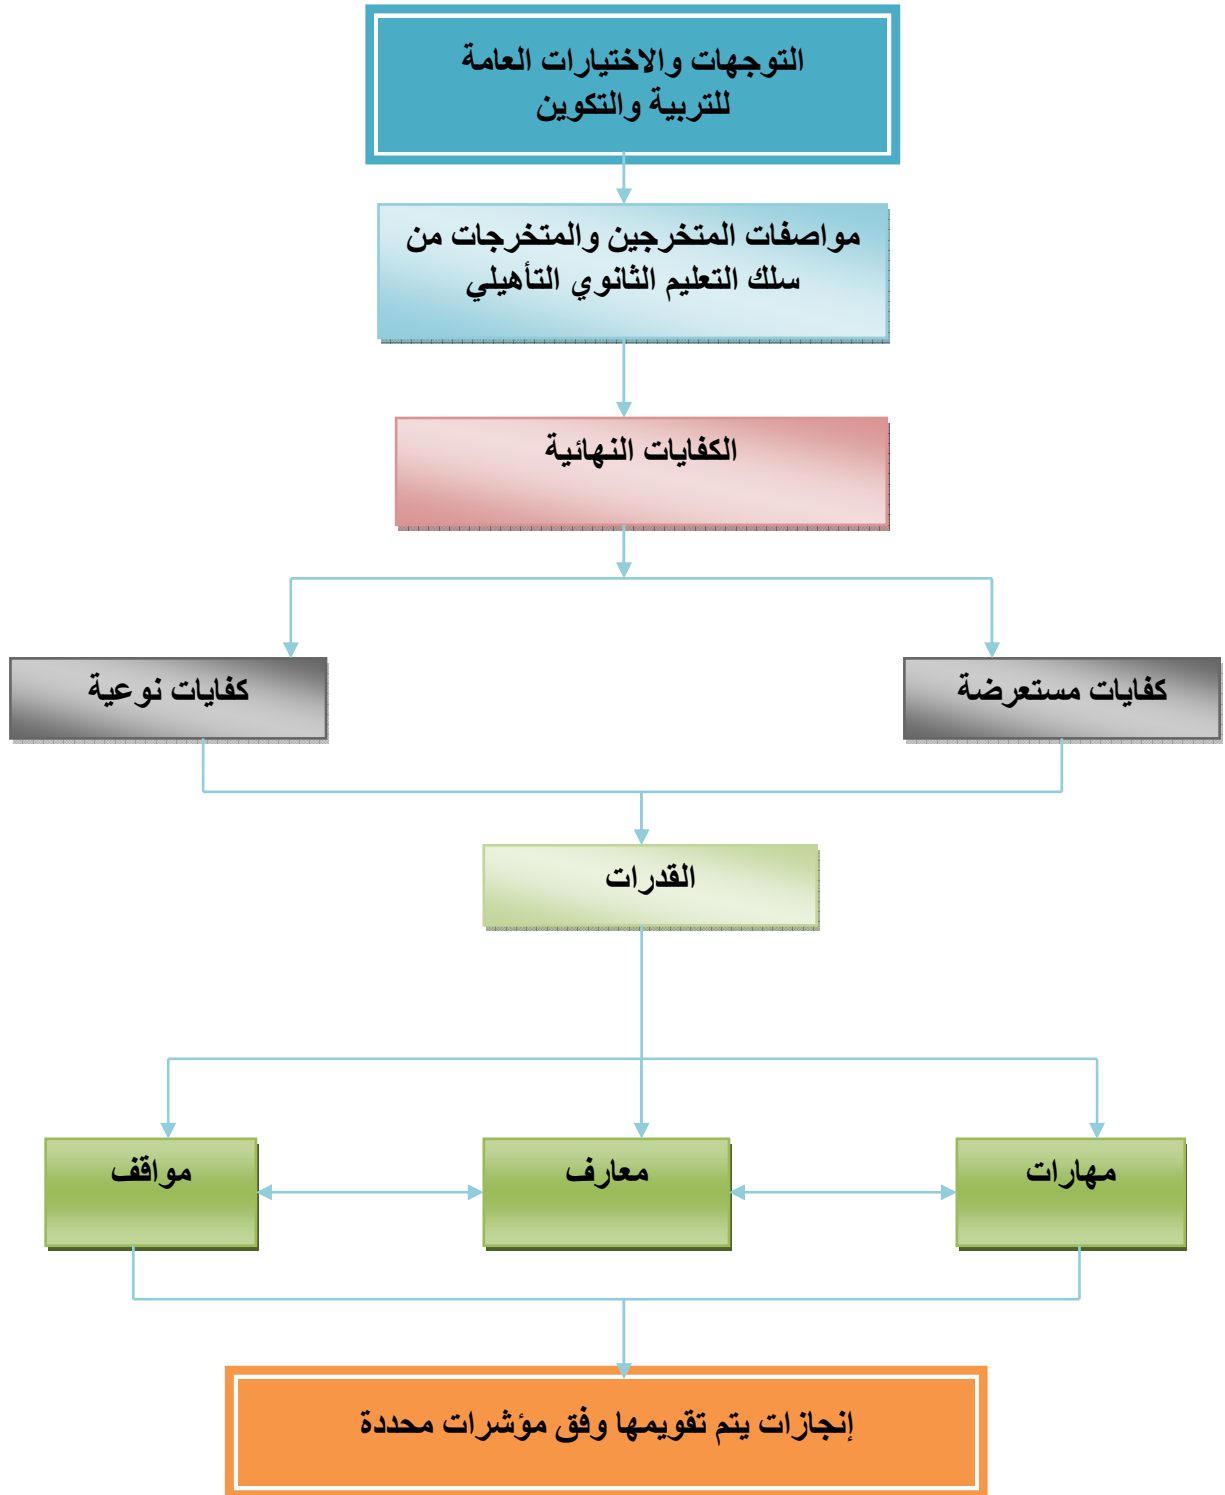 التوجهات والاختيارات العامة
للتربية والتكوين
مواصفات المتخرجين والمتخرجات من
سلك التعليم الثانوي التأهيلي
الكفايات النهائية
كفايات مستعرضة
كفايات نوعية
القدرات
مهارات
معارف
مواقف
إنجازات يتم تقويمها وفق مؤشرات محددة